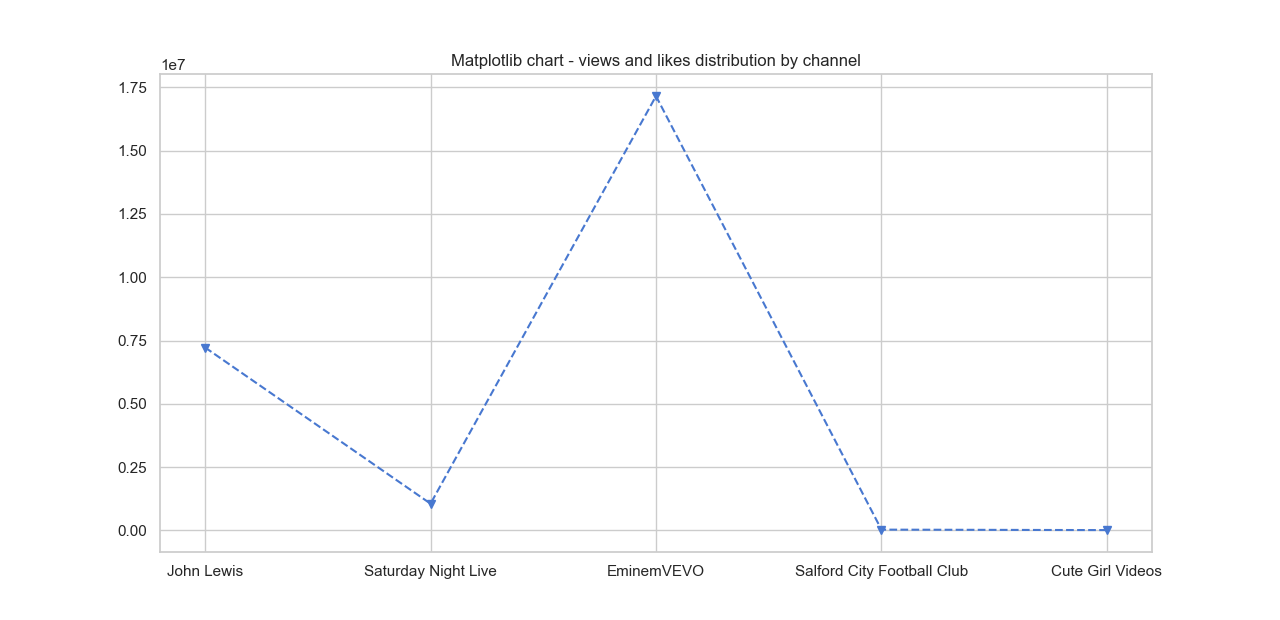 Matplotlib chart - views and likes distribution by channel
1e7
1.75
1.50
1.25
1.00
0.75
0.50
0.25
0.00
John Lewis Saturday Night Live EminemVEVO Salford City Football Club Cute Girl Videos